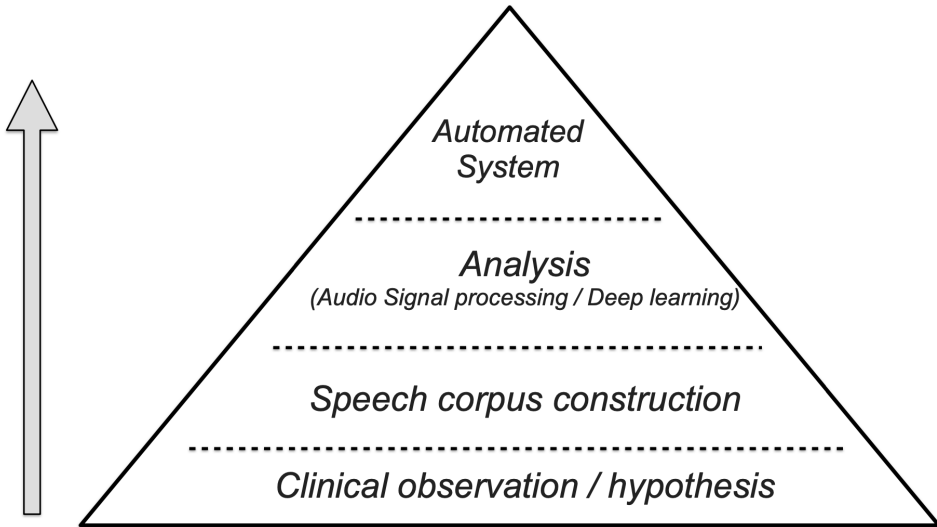 Automated
System
Analysis
(Audio Signal processing / Deep learning)
Speech corpus construction
Clinical observation / hypothesis